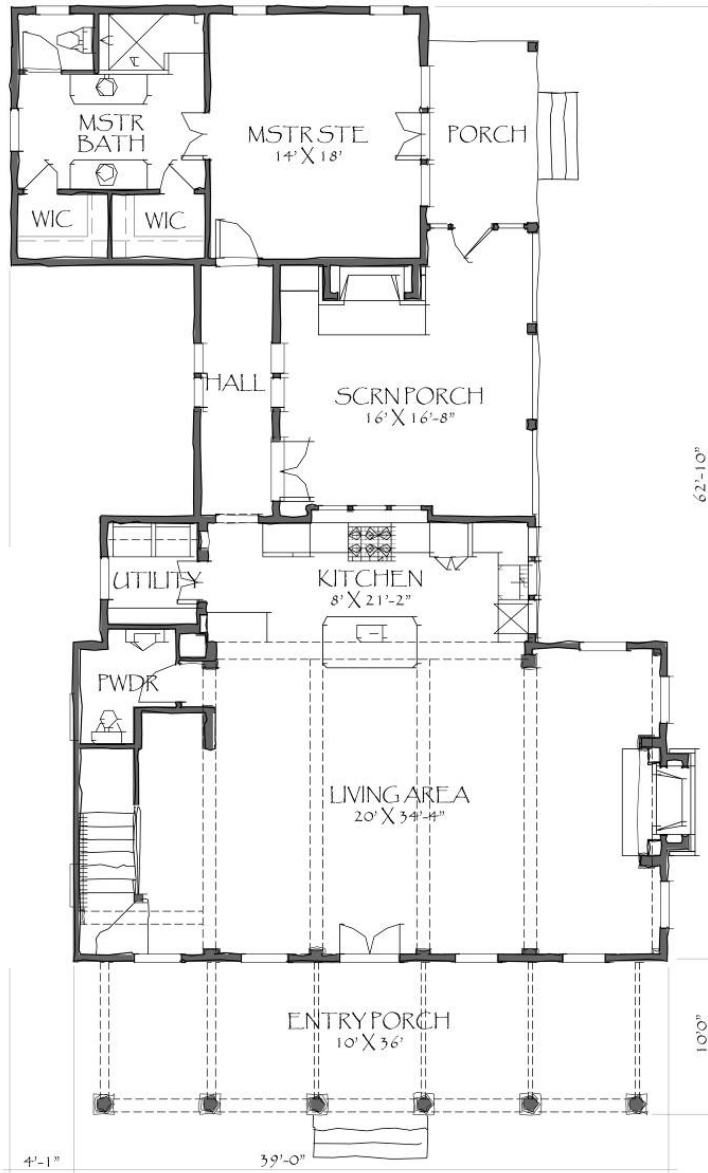 MSTR
BATH
MSTR STE
14' X 18'
PORCH
WIC
WIC
HALL
SCRN PORCH
16' X 16'-8"
62'-10"
UTILITY
KITCHEN
8' X 21'-2"
PWDR
LIVING AREA
20' X 34'-4"
ENTRY PORCH
10' X 36'
10'0"
4'-1"
39'-0"